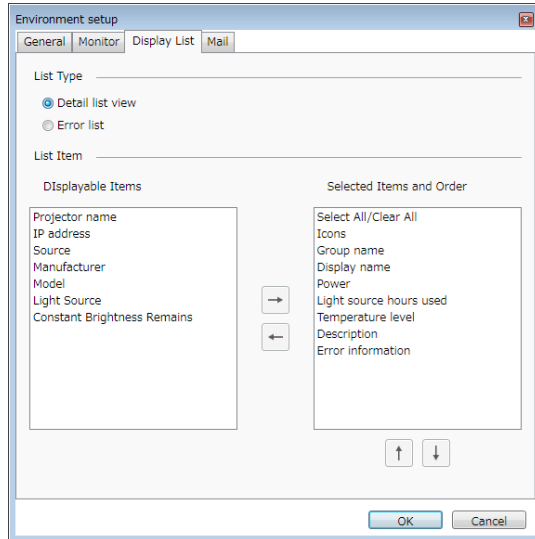 Environment setup
General Monitor Display List Mail
List Type
Detail list view
Error list
List Item
DIsplayable Items
Selected Items and Order
Projector name
IP address
Source
Manufacturer
Model
Light Source
Constant Brightness Remains
Select All/Clear All
Icons
Group name
Display name
Power
Light source hours used
Temperature level
Description
Error information
OK Cancel